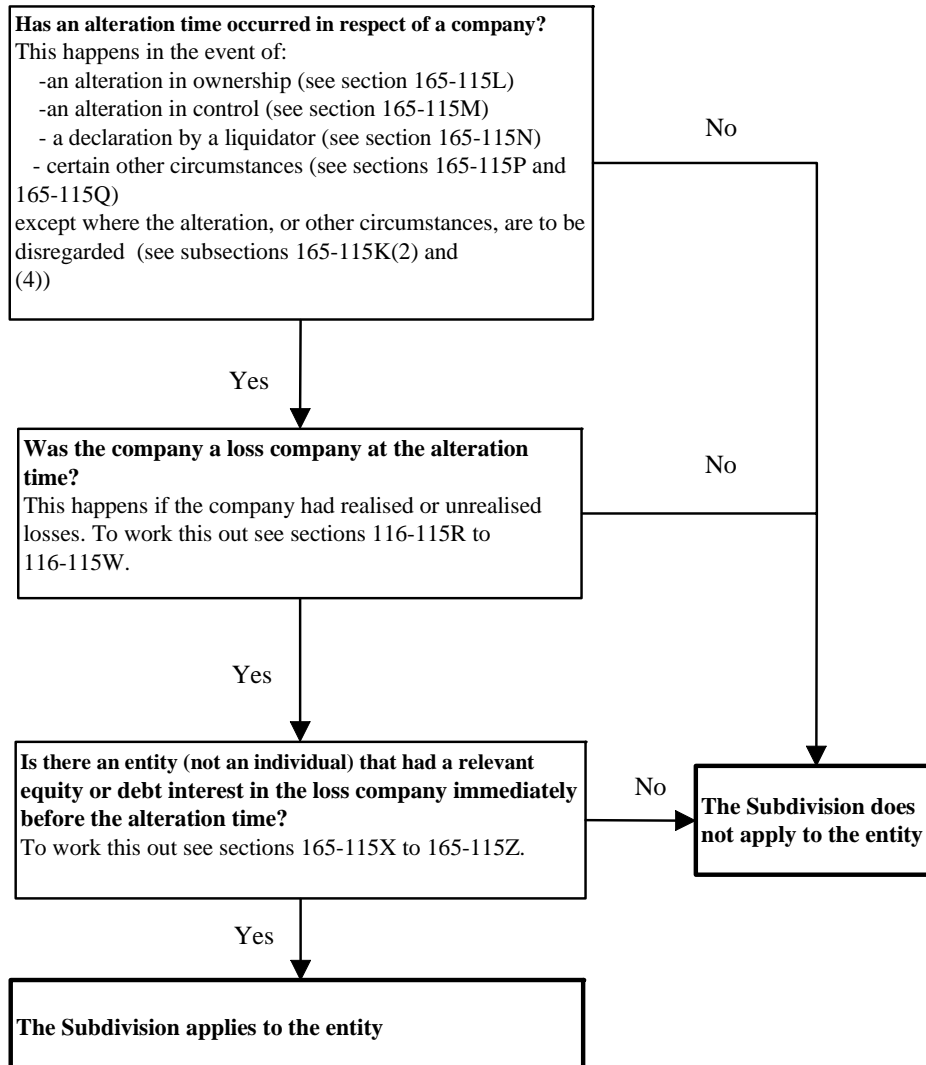 Has an alteration time occurred in respect of a company?
This happens in the event of:
-an alteration in ownership (see section 165-115L)
-an alteration in control (see section 165-115M)
- a declaration by a liquidator (see section 165-115N)
- certain other circumstances (see sections 165-115P and
165-115Q)
except where the alteration, or other circumstances, are to be
disregarded (see subsections 165-115K(2) and
(4))
No
Yes
Was the company a loss company at the alteration
time?
This happens if the company had realised or unrealised
losses. To work this out see sections 116-115R to
116-115W.
No
Yes
Is there an entity (not an individual) that had a relevant
equity or debt interest in the loss company immediately
before the alteration time?
To work this out see sections 165-115X to 165-115Z.
No
The Subdivision does
not apply to the entity
Yes
The Subdivision applies to the entity